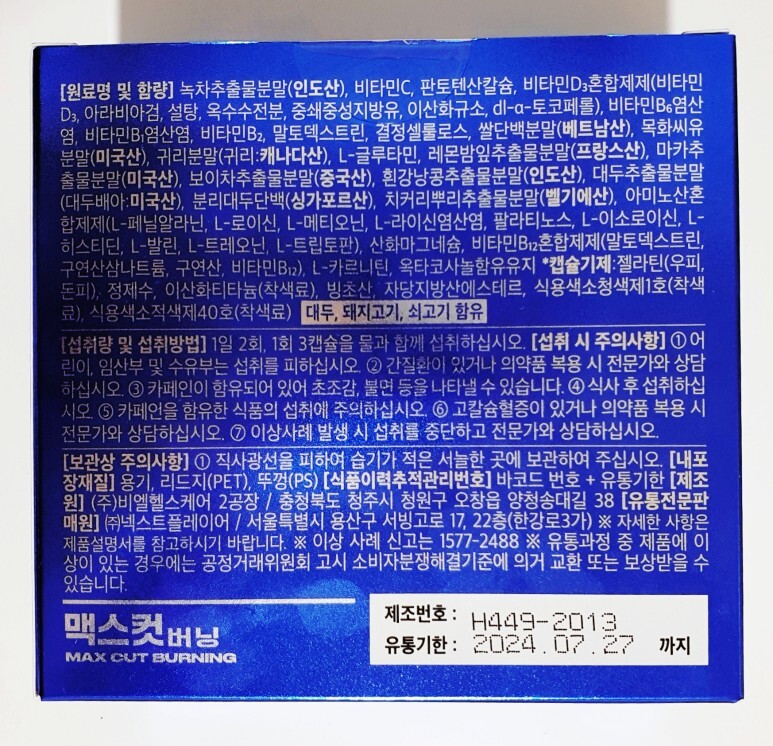 [원료명 및 함량] 녹차추출물분말(인도산), 비타민C, 판토텐산칼슘, 비타민D₃혼합제제(비타민
D₃, 아라비아검, 설탕, 옥수수전분, 중쇄중성지방유, 이산화규소, dl-α-토코페롤), 비타민B₆염산
염, 비타민B₁염산염, 비타민B₂, 말토덱스트린, 결정셀룰로스, 쌀단백분말(베트남산), 목화씨유
분말(미국산), 귀리분말(귀리:캐나다산), L-글루타민, 레몬밤잎추출물분말(프랑스산), 마카추
출물분말(미국산), 보이차추출물분말(중국산), 흰강낭콩추출물분말(인도산), 대두추출물분말
(대두배아:미국산), 분리대두단백(싱가포르산), 치커리뿌리추출물분말(벨기에산), 아미노산혼
합제제(L-페닐알라닌, L-로이신, L-메티오닌, L-라이신염산염, 팔라티노스, L-이소로이신, L-
히스티딘, L-발린, L-트레오닌, L-트립토판), 산화마그네슘, 비타민B₁₂혼합제제(말토덱스트린,
구연산삼나트륨, 구연산, 비타민B₁₂), L-카르니틴, 옥타코사놀함유유지 *캡슐기제:젤라틴(우피,
돈피), 정제수, 이산화티타늄(착색료), 빙초산, 자당지방산에스테르, 식용색소청색제1호(착색
료), 식용색소적색제40호(착색료) 대두, 돼지고기, 쇠고기 함유
[섭취량 및 섭취방법] 1일 2회, 1회 3캡슐을 물과 함께 섭취하십시오. [섭취 시 주의사항] ① 어
린이, 임산부 및 수유부는 섭취를 피하십시오. ② 간질환이 있거나 의약품 복용 시 전문가와 상담
하십시오. ③ 카페인이 함유되어 있어 초조감, 불면 등을 나타낼 수 있습니다. ④ 식사 후 섭취하십
시오. ⑤ 카페인을 함유한 식품의 섭취에 주의하십시오. ⑥ 고칼슘혈증이 있거나 의약품 복용 시
전문가와 상담하십시오. ⑦ 이상사례 발생 시 섭취를 중단하고 전문가와 상담하십시오.
[보관상 주의사항] ① 직사광선을 피하여 습기가 적은 서늘한 곳에 보관하여 주십시오. [내포
장재질] 용기, 리드지(PET), 뚜껑(PS) [식품이력추적관리번호] 바코드 번호 + 유통기한 [제조
원] (주)비엘헬스케어 2공장 / 충청북도 청주시 청원구 오창읍 양청송대길 38 [유통전문판
매원] ㈜넥스트플레이어 / 서울특별시 용산구 서빙고로 17, 22층(한강로3가) ※ 자세한 사항은
제품설명서를 참고하시기 바랍니다. ※ 이상 사례 신고는 1577-2488 ※ 유통과정 중 제품에 이
상이 있는 경우에는 공정거래위원회 고시 소비자분쟁해결기준에 의거 교환 또는 보상받을 수
있습니다.
맥스컷버닝
MAX CUT BURNING
제조번호 : H449-2013
유통기한 : 2024.07.27 까지